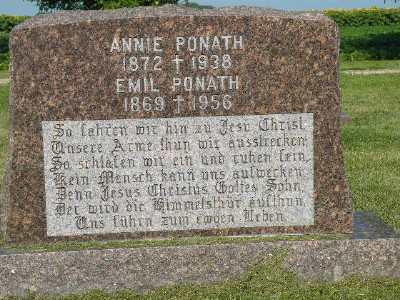 ANNIE PONATH
1872 † 1938
EMIL PONATH
1869 † 1956
So fahren wir hin zu Jesu Christ
Unsere Arme thun wir ausstrecken.
So schlafen wir ein und ruhen fein,
Kein Mensch kann uns aufwecken.
Denn Jesus Christus Gottes Sohn,
Der wird die Himmelsthür aufthun,
Uns führn zum ewgen Leben.